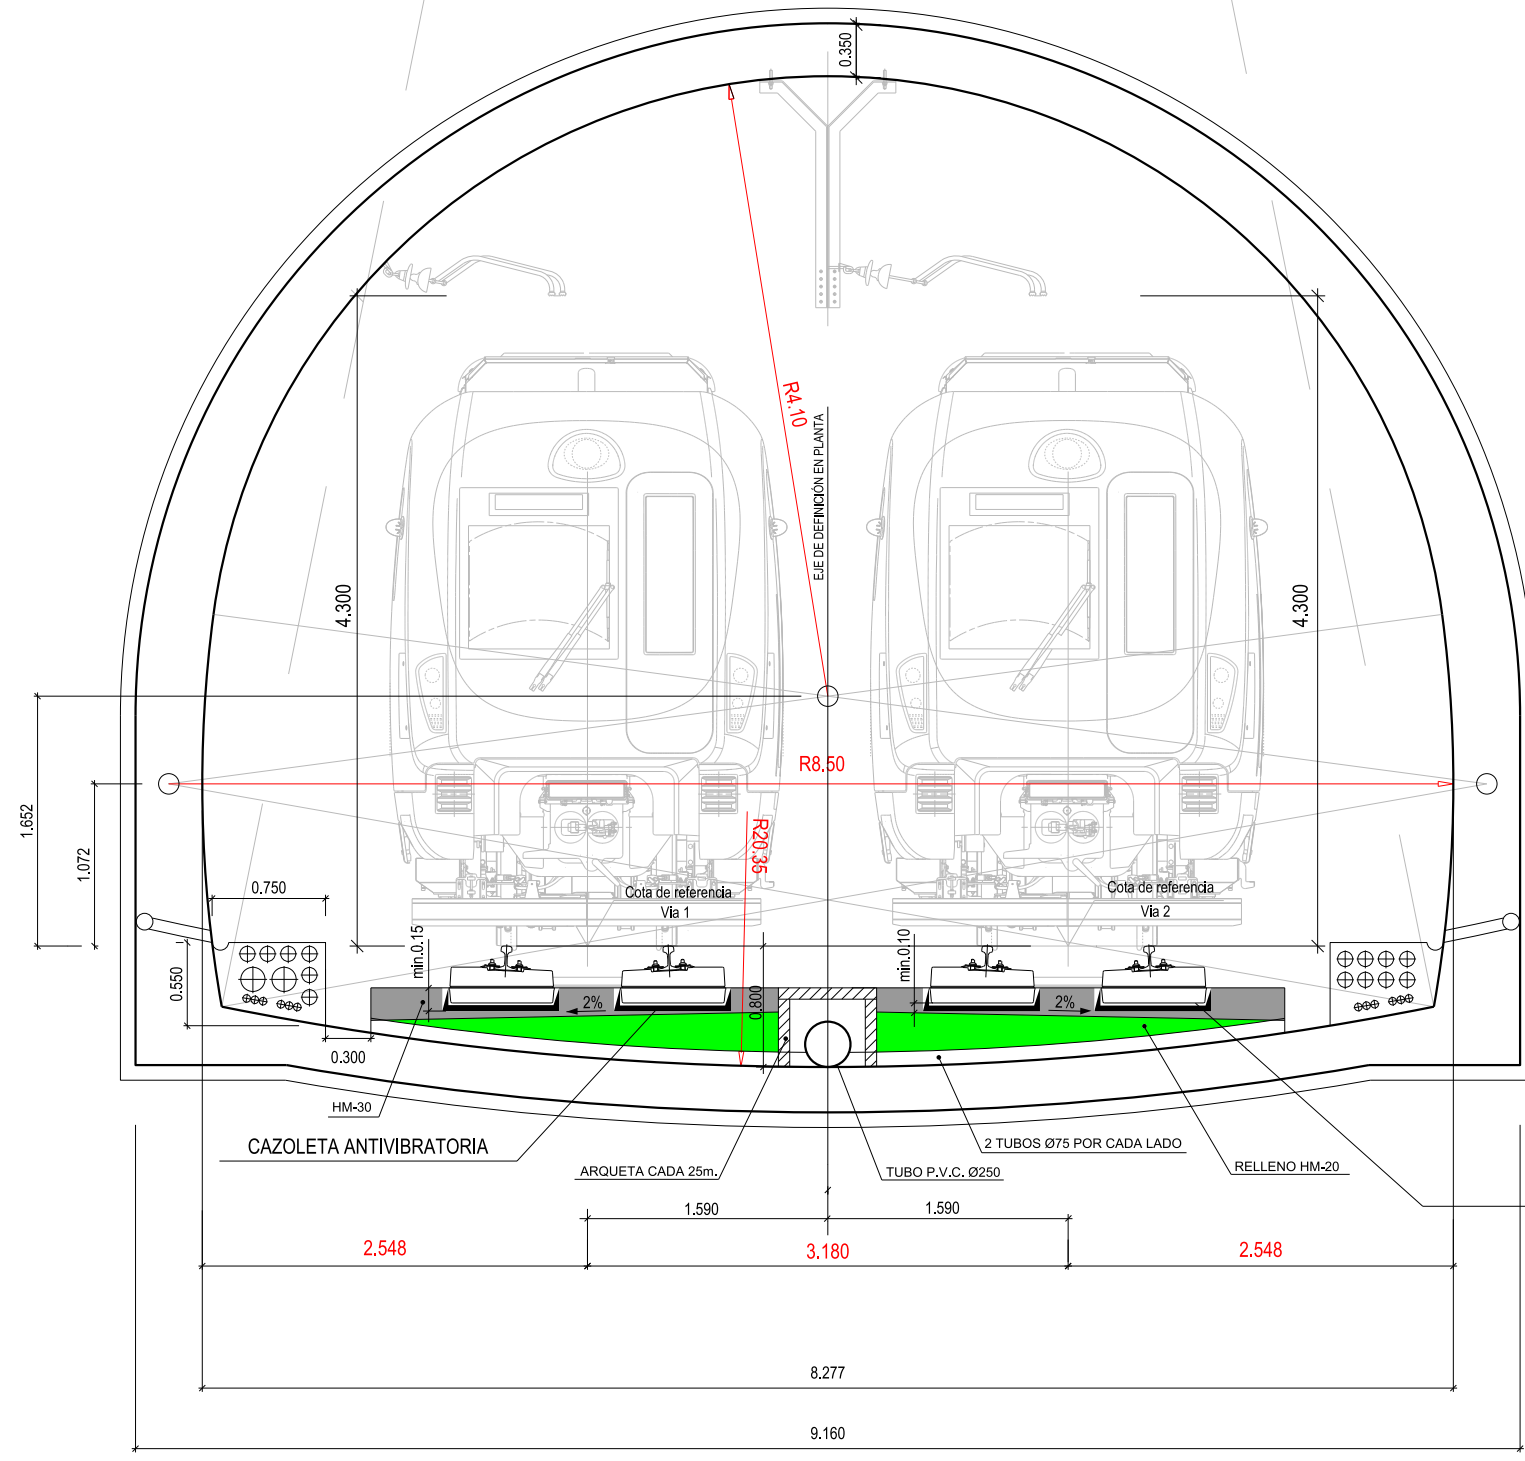 0.350
R4.10
EJE DE DEFINICIÓN EN PLANTA
4.300
4.300
R8.50
1.652
1.072
R20.35
0.750
Cota de referencia
Via 1
Cota de referencia
Via 2
min.0.15
min.0.10
0.550
0.800
2%
2%
0.300
HM-30
CAZOLETA ANTIVIBRATORIA
2 TUBOS Ø75 POR CADA LADO
ARQUETA CADA 25m.
TUBO P.V.C. Ø250
RELLENO HM-20
1.590
1.590
2.548
3.180
2.548
8.277
9.160